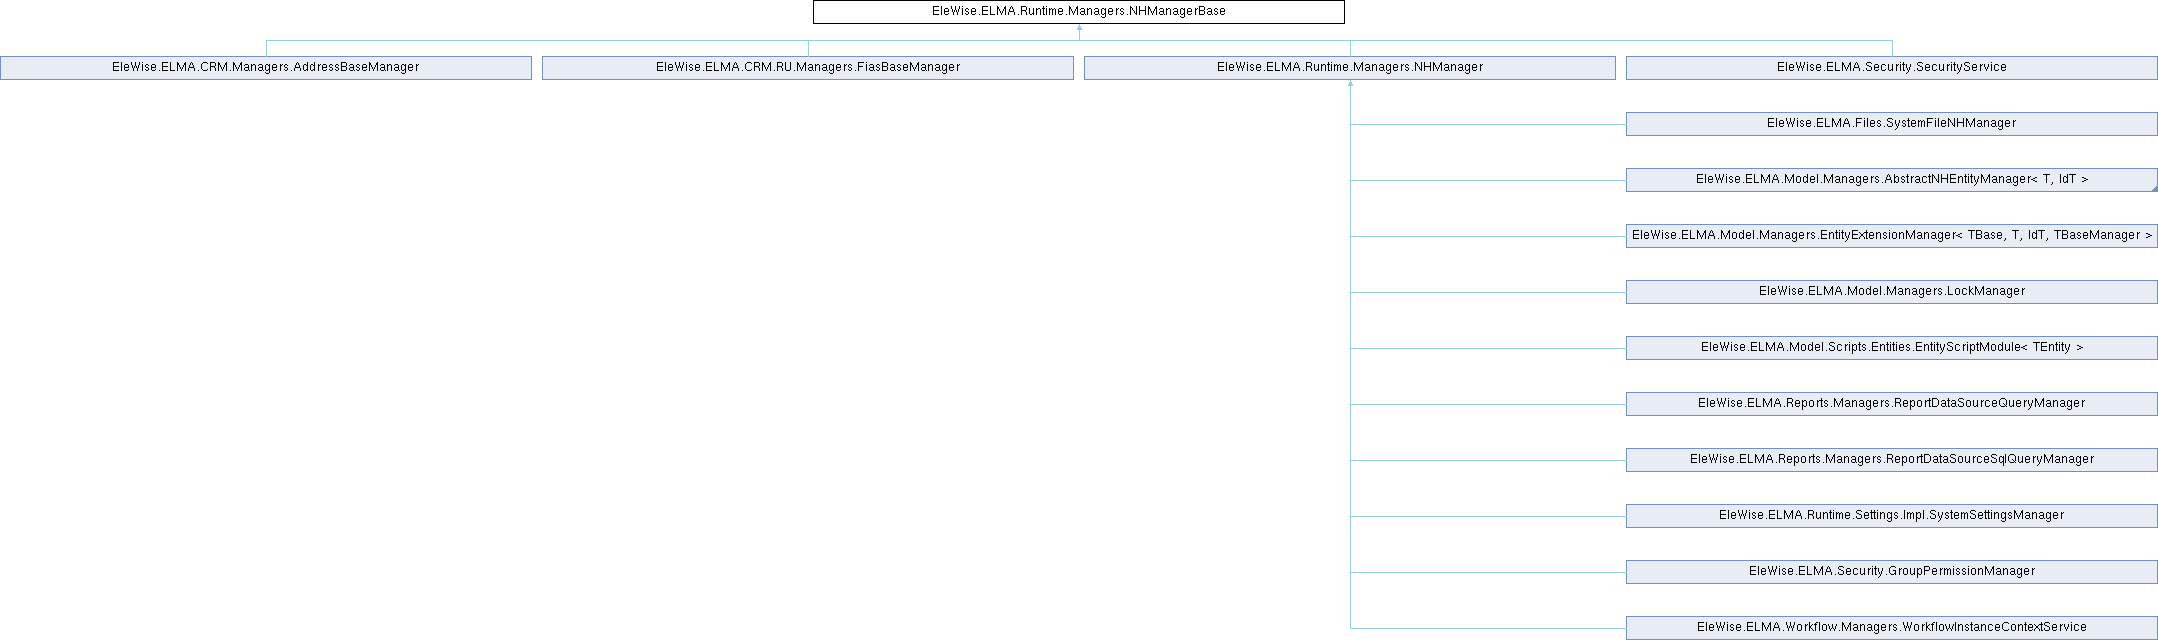 EleWise.ELMA.Runtime.Managers.NHManagerBase
EleWise.ELMA.CRM.Managers.AddressBaseManager
EleWise.ELMA.CRM.RU.Managers.FiasBaseManager
EleWise.ELMA.Runtime.Managers.NHManager
EleWise.ELMA.Security.SecurityService
EleWise.ELMA.Files.SystemFileNHManager
EleWise.ELMA.Model.Managers.AbstractNHEntityManager< T, IdT >
EleWise.ELMA.Model.Managers.EntityExtensionManager< TBase, T, IdT, TBaseManager >
EleWise.ELMA.Model.Managers.LockManager
EleWise.ELMA.Model.Scripts.Entities.EntityScriptModule< TEntity >
EleWise.ELMA.Reports.Managers.ReportDataSourceQueryManager
EleWise.ELMA.Reports.Managers.ReportDataSourceSqlQueryManager
EleWise.ELMA.Runtime.Settings.Impl.SystemSettingsManager
EleWise.ELMA.Security.GroupPermissionManager
EleWise.ELMA.Workflow.Managers.WorkflowInstanceContextService